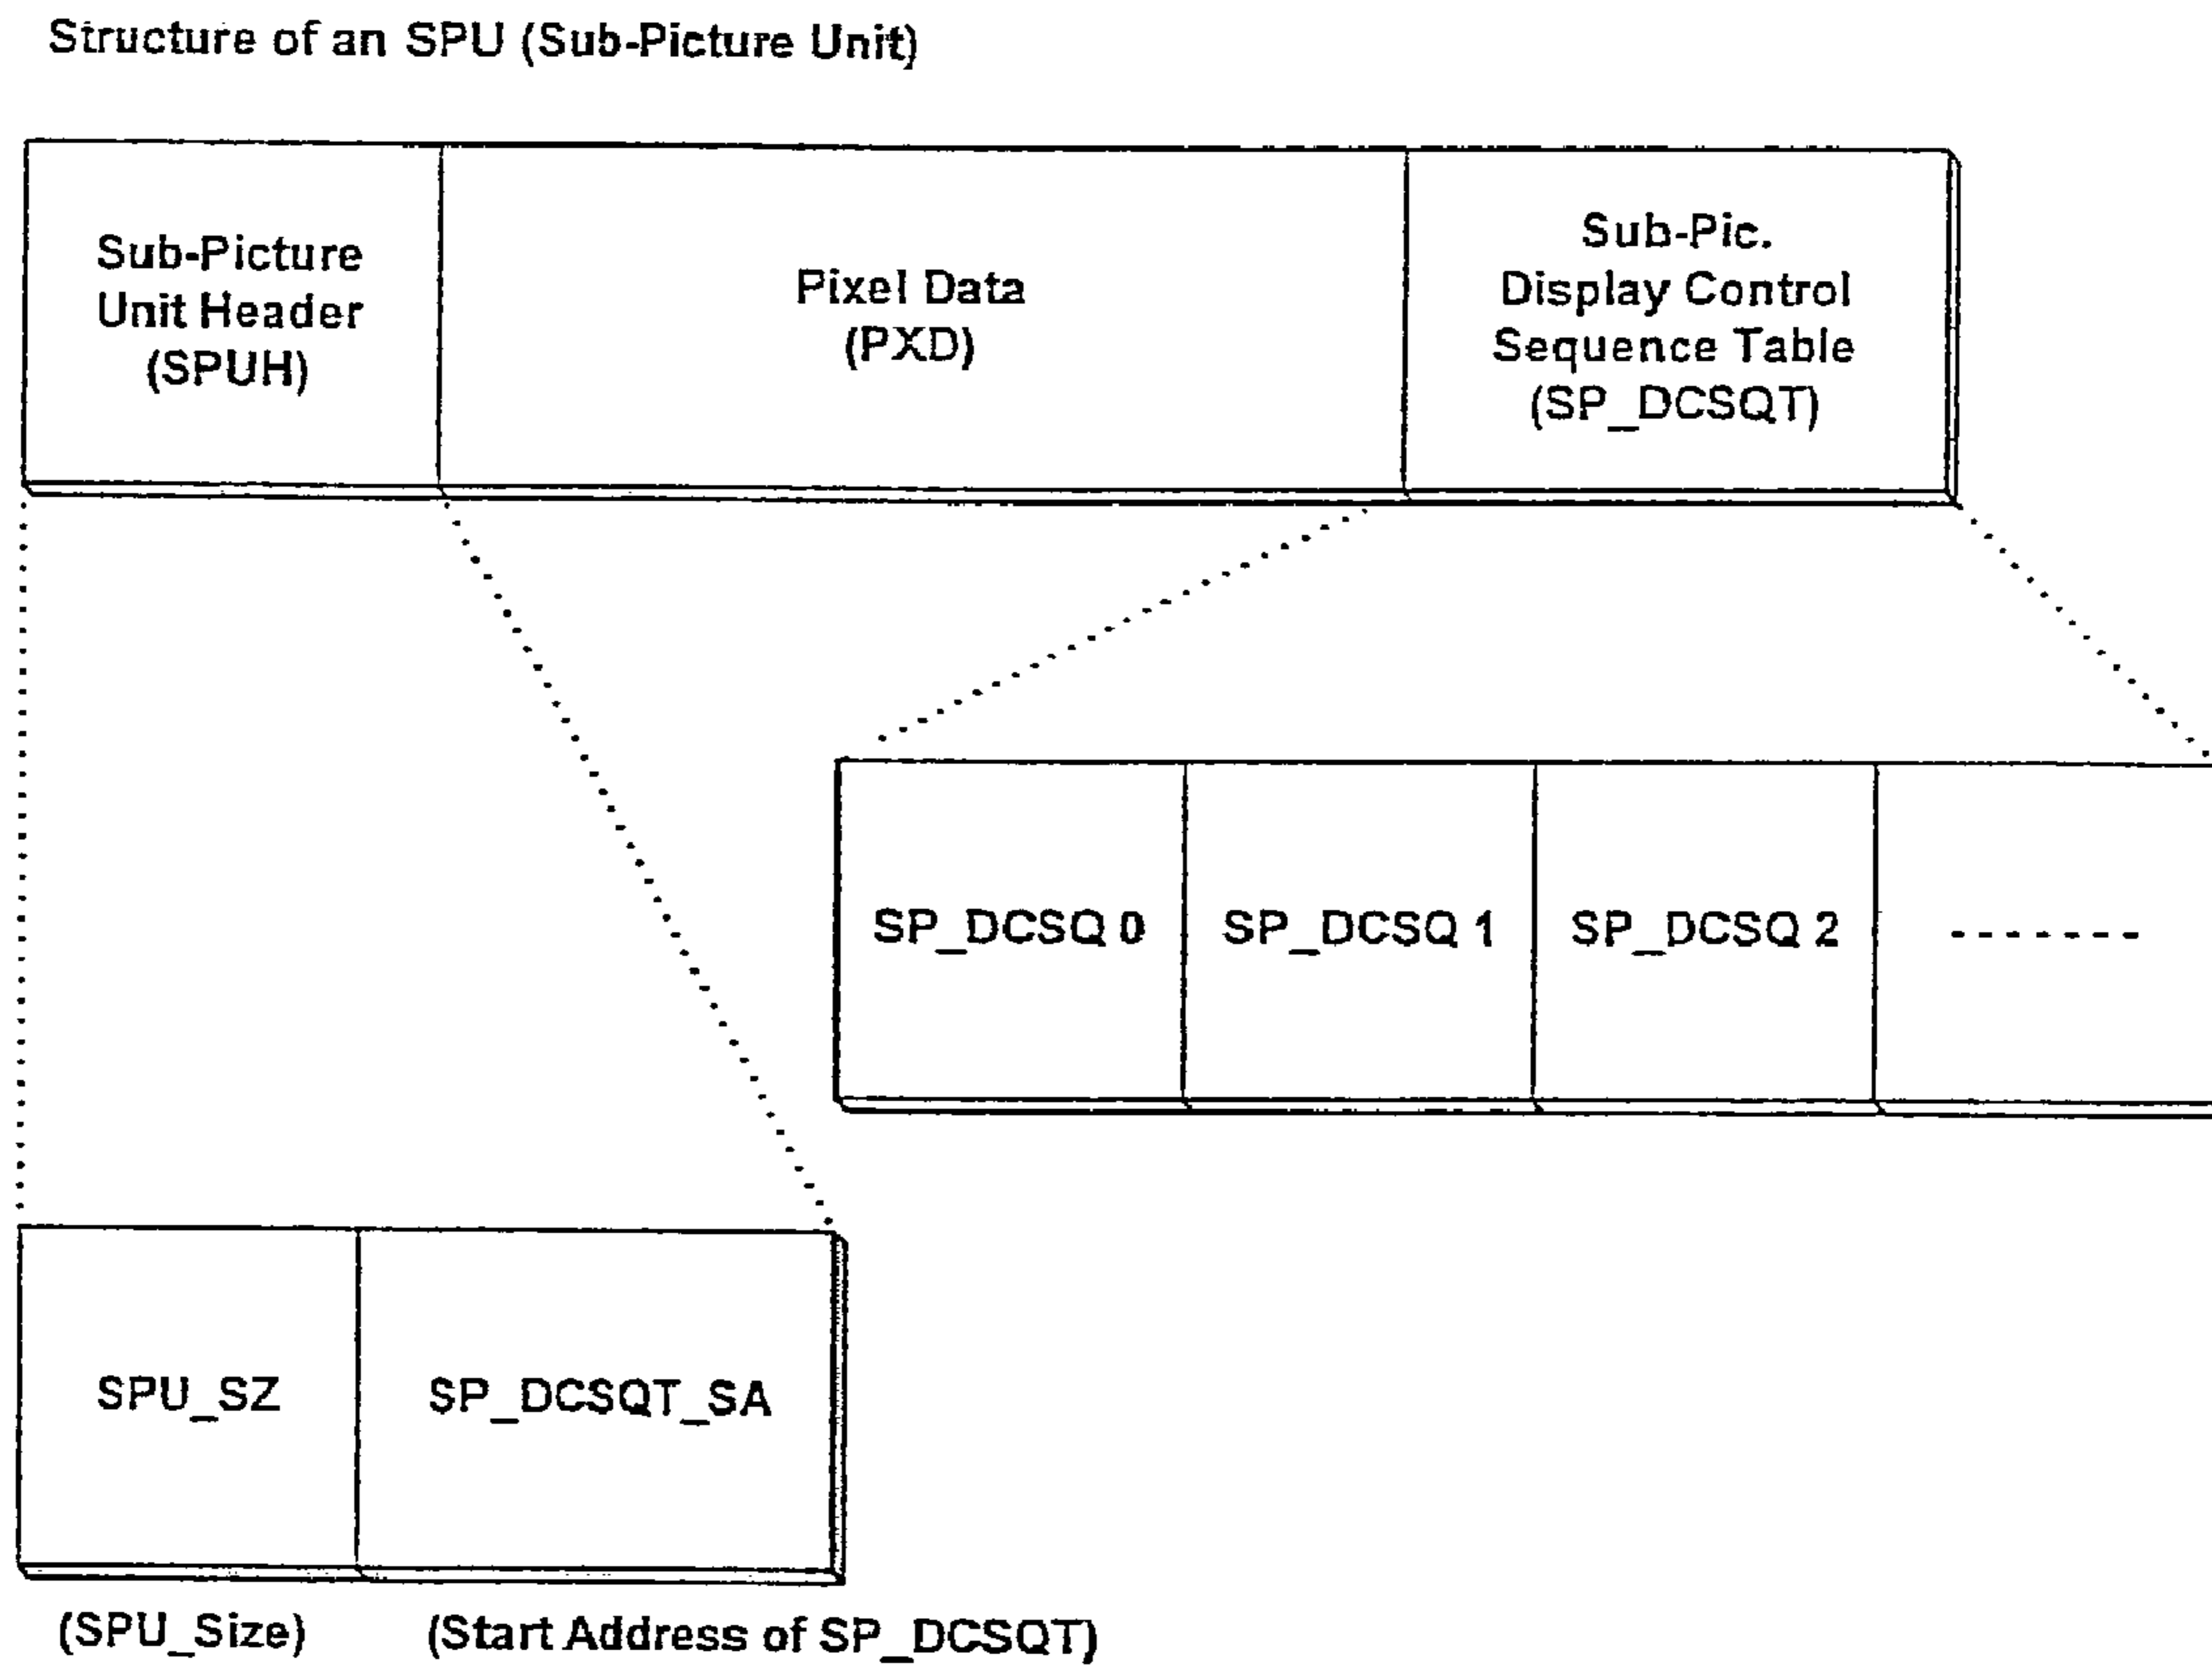 Structure of an SPU (Sub-Picture Unit)
Sub-Picture
Unit Header
(SPUH)
Pixel Data
(PXD)
Sub-Pic.
Display Control
Sequence Table
(SP_DCSQT)
SP_DCSQ 0
SP_DCSQ 1
SP_DCSQ 2
-------
SPU_SZ
SP_DCSQT_SA
(SPU_Size)
(Start Address of SP_DCSQT)